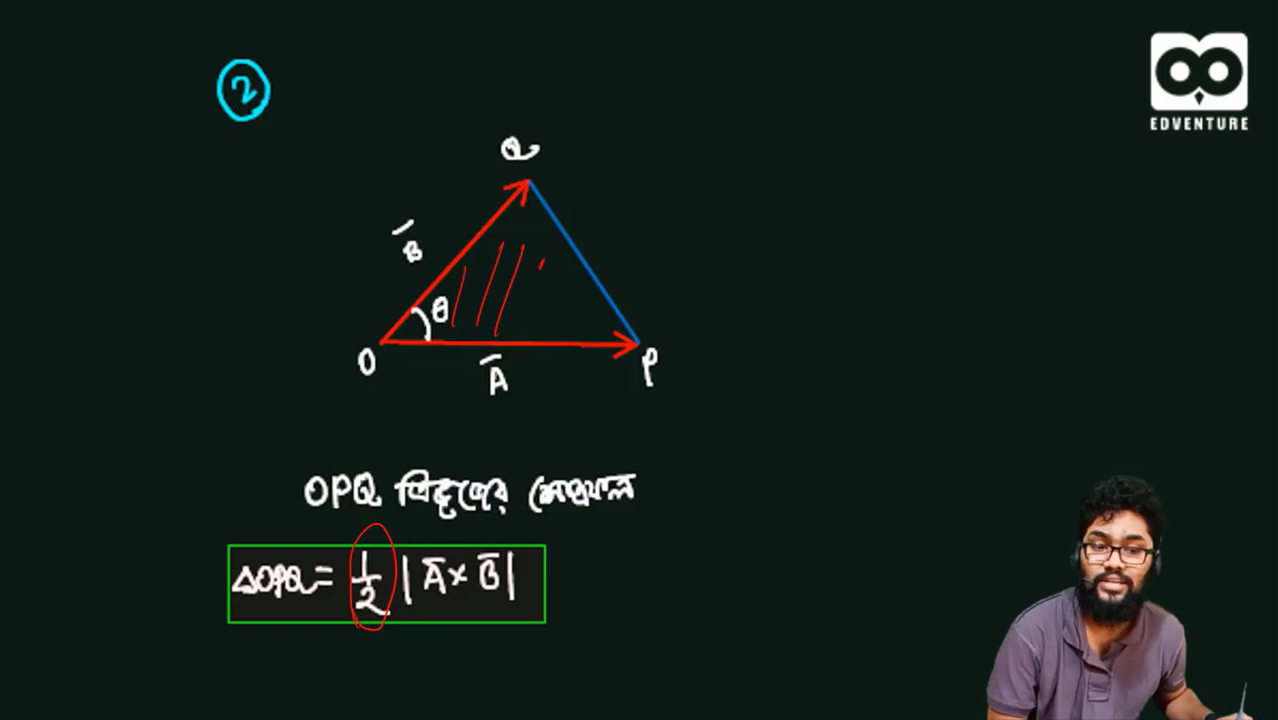 2
EDVENTURE
Q
B̅
θ
O
A̅
P
OPQ ত্রিভুজের ক্ষেত্রফল
ΔOPQ = 1/2 | A̅ × B̅ |